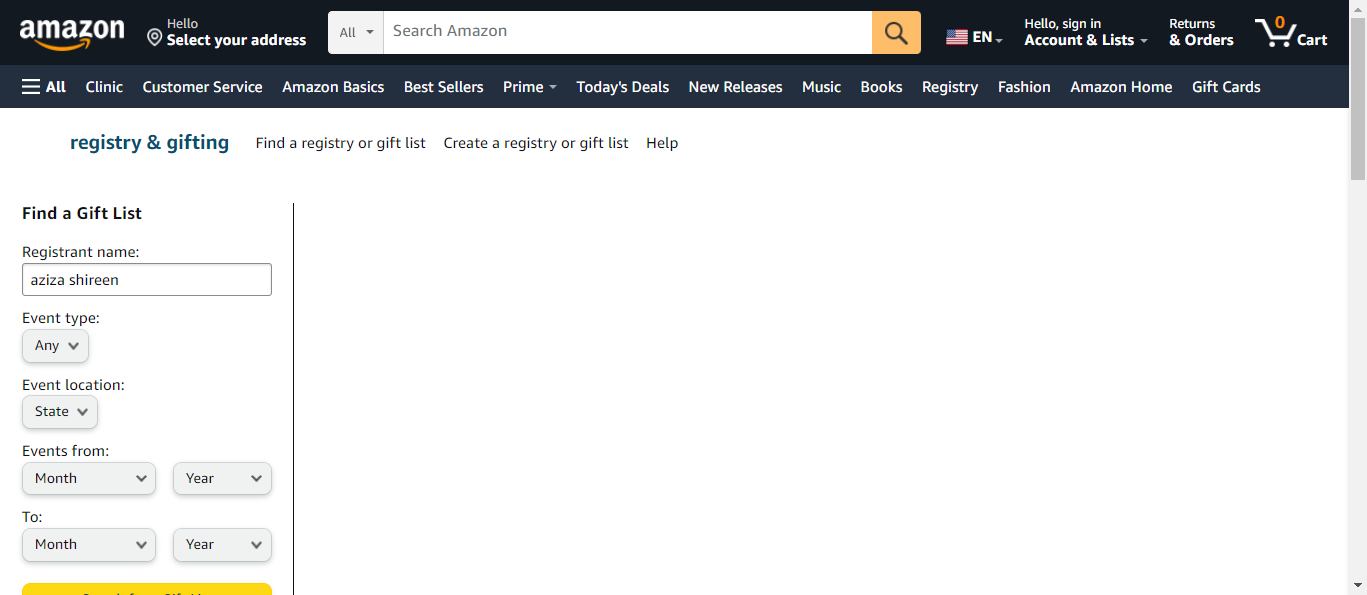 amazon
Hello
Select your address
All
Search Amazon
EN
Hello, sign in
Account & Lists
Returns
& Orders
0
Cart
All Clinic Customer Service Amazon Basics Best Sellers Prime Today's Deals New Releases Music Books Registry Fashion Amazon Home Gift Cards
registry & gifting Find a registry or gift list Create a registry or gift list Help
Find a Gift List
Registrant name:
aziza shireen
Event type:
Any
Event location:
State
Events from:
Month Year
To:
Month Year